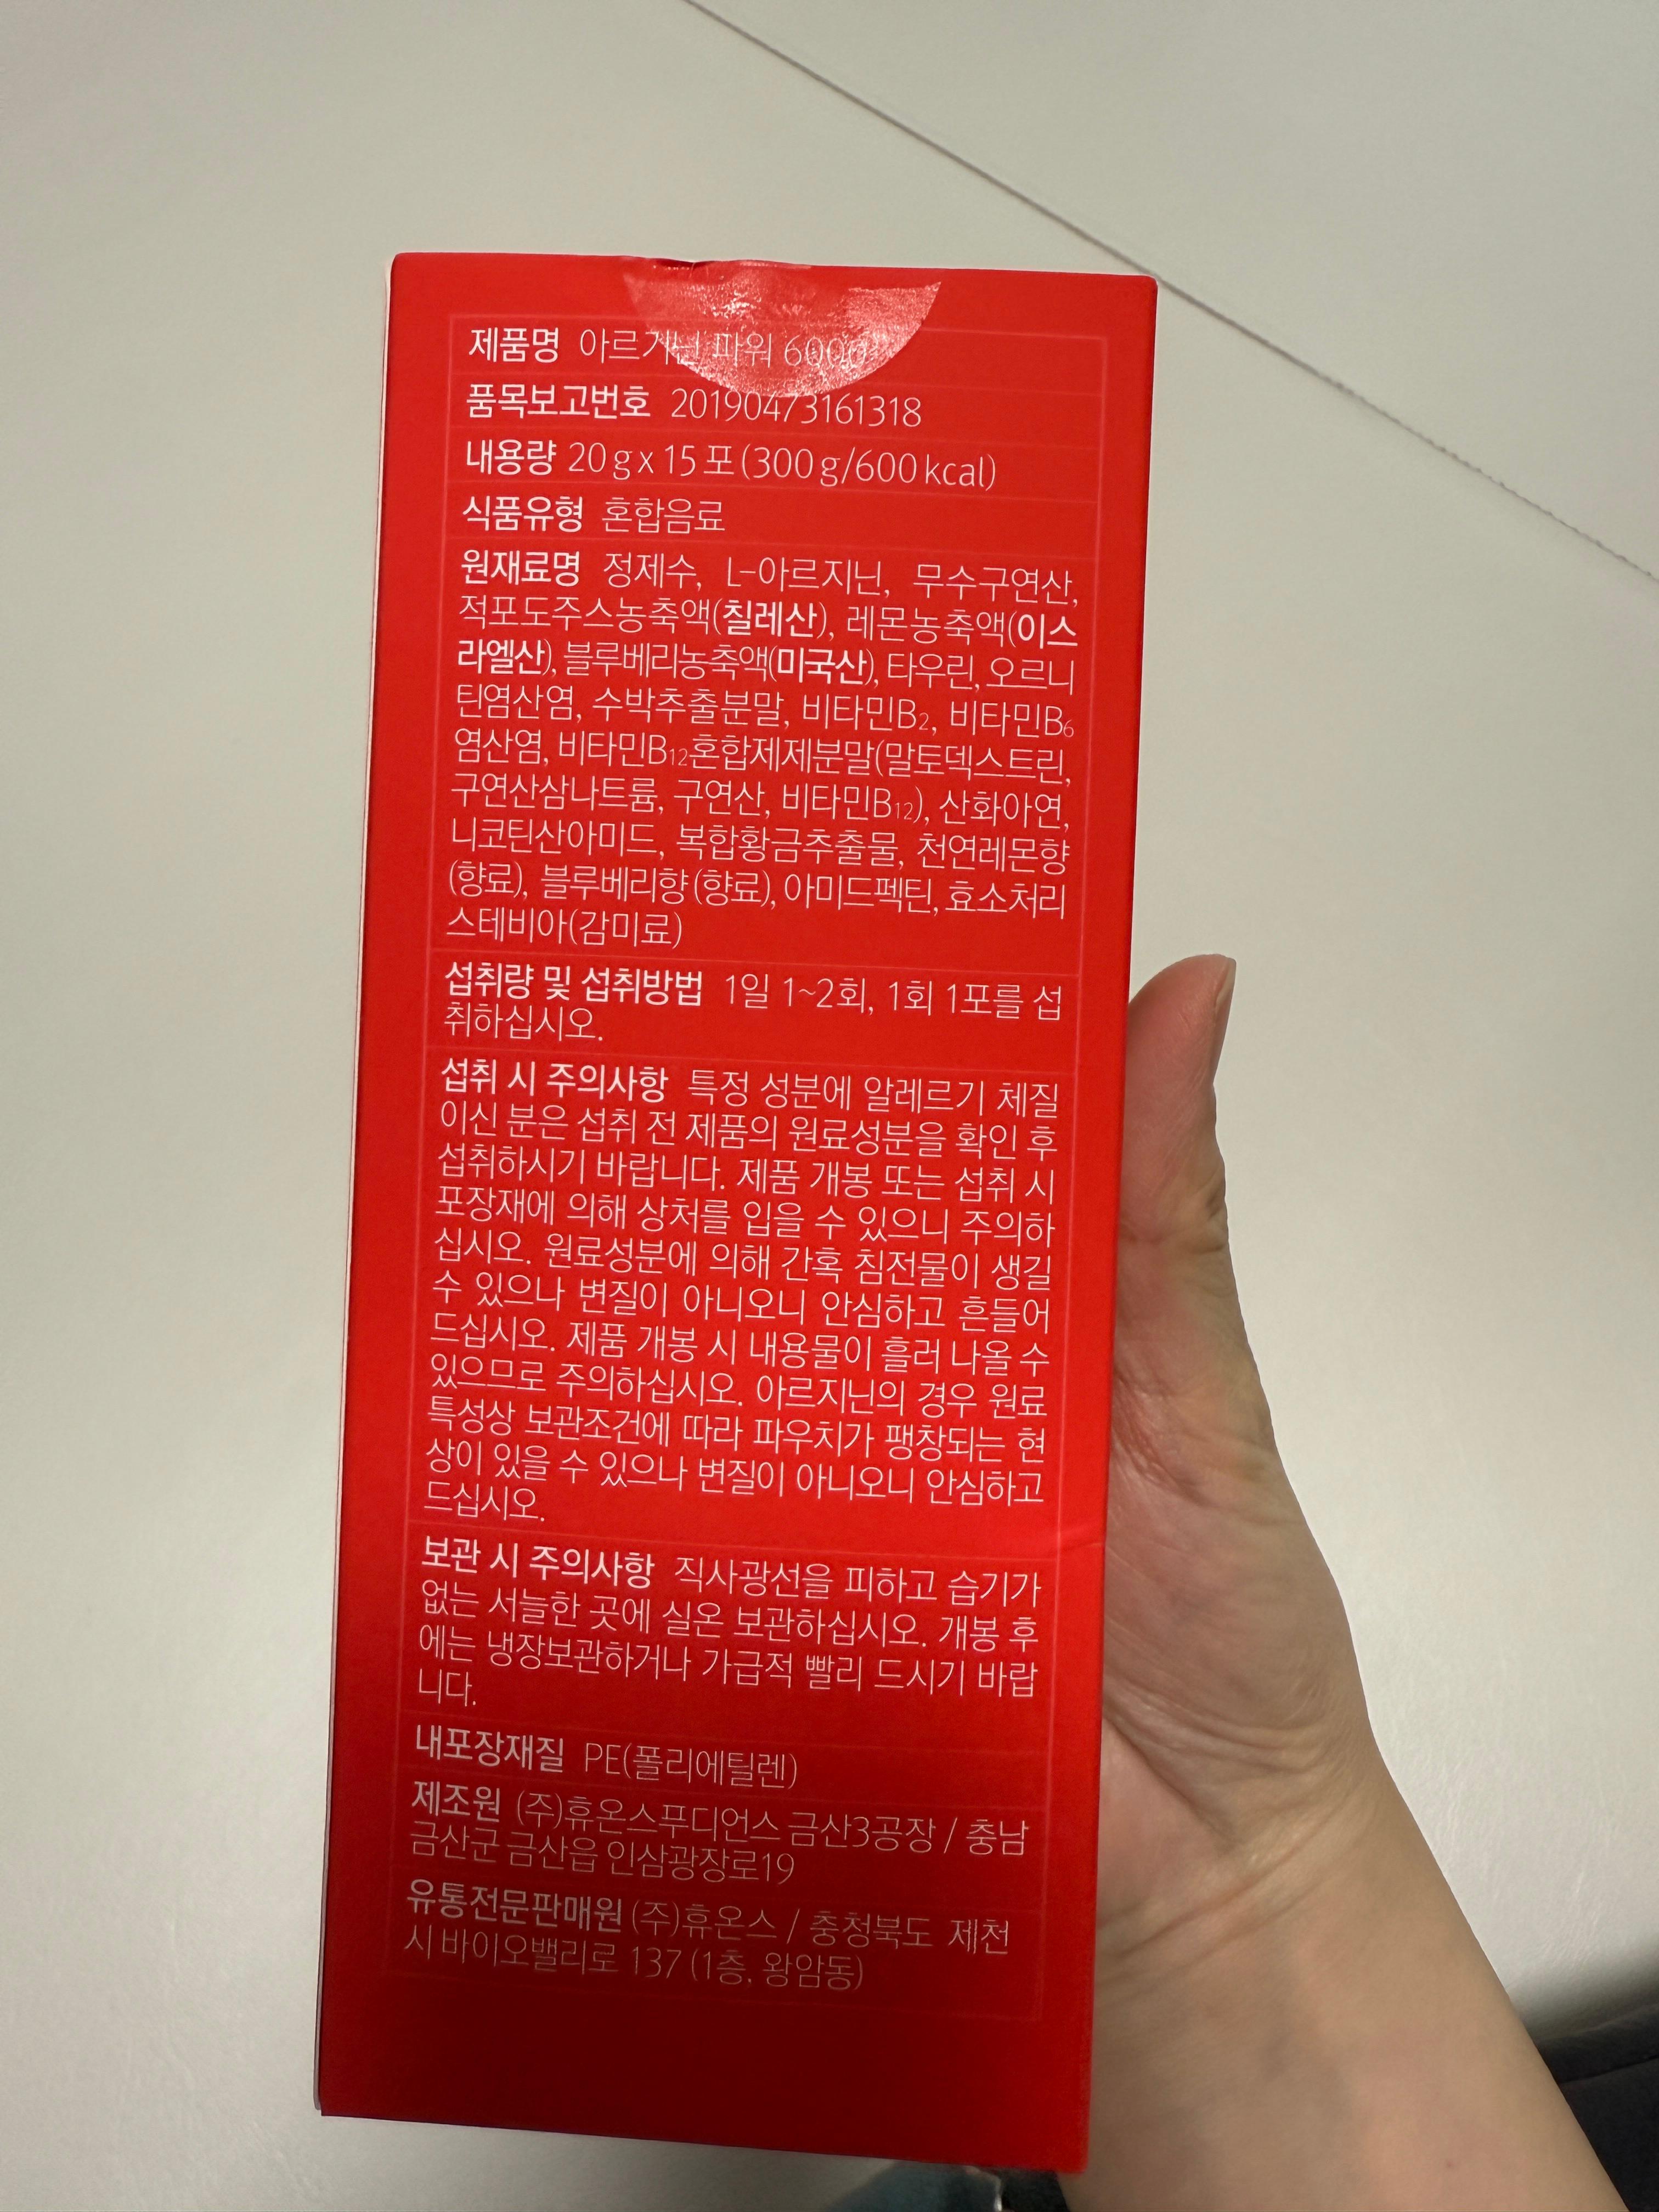 제품명 아르기닌 파워 6000
품목보고번호 20190473161318
내용량 20g x 15포 (300g/600kcal)
식품유형 혼합음료
원재료명 정제수, L-아르지닌, 무수구연산,
적포도주스농축액(칠레산), 레몬농축액(이스
라엘산), 블루베리농축액(미국산), 타우린, 오르니
틴염산염, 수박추출분말, 비타민B₂, 비타민B₆
염산염, 비타민B₁₂혼합제제분말(말토덱스트린,
구연산삼나트륨, 구연산, 비타민B₁₂), 산화아연,
니코틴산아미드, 복합황금추출물, 천연레몬향
(향료), 블루베리향(향료), 아미드펙틴, 효소처리
스테비아(감미료)
섭취량 및 섭취방법 1일 1~2회, 1회 1포를 섭
취하십시오.
섭취 시 주의사항 특정 성분에 알레르기 체질
이신 분은 섭취 전 제품의 원료성분을 확인 후
섭취하시기 바랍니다. 제품 개봉 또는 섭취 시
포장재에 의해 상처를 입을 수 있으니 주의하
십시오. 원료성분에 의해 간혹 침전물이 생길
수 있으나 변질이 아니오니 안심하고 흔들어
드십시오. 제품 개봉 시 내용물이 흘러 나올 수
있으므로 주의하십시오. 아르지닌의 경우 원료
특성상 보관조건에 따라 파우치가 팽창되는 현
상이 있을 수 있으나 변질이 아니오니 안심하고
드십시오.
보관 시 주의사항 직사광선을 피하고 습기가
없는 서늘한 곳에 실온 보관하십시오. 개봉 후
에는 냉장보관하거나 가급적 빨리 드시기 바랍
니다.
내포장재질 PE(폴리에틸렌)
제조원 (주)휴온스푸디언스 금산3공장 / 충남
금산군 금산읍 인삼광장로19
유통전문판매원 (주)휴온스 / 충청북도 제천
시 바이오밸리로 137 (1층, 왕암동)